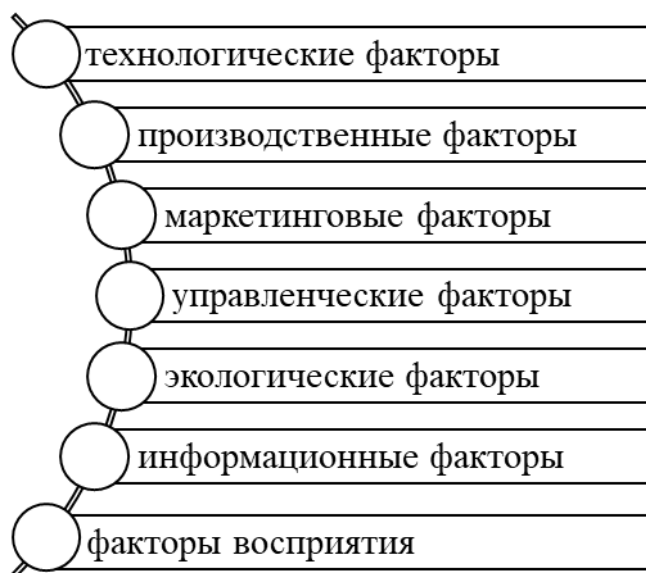 технологические факторы
производственные факторы
маркетинговые факторы
управленческие факторы
экологические факторы
информационные факторы
факторы восприятия